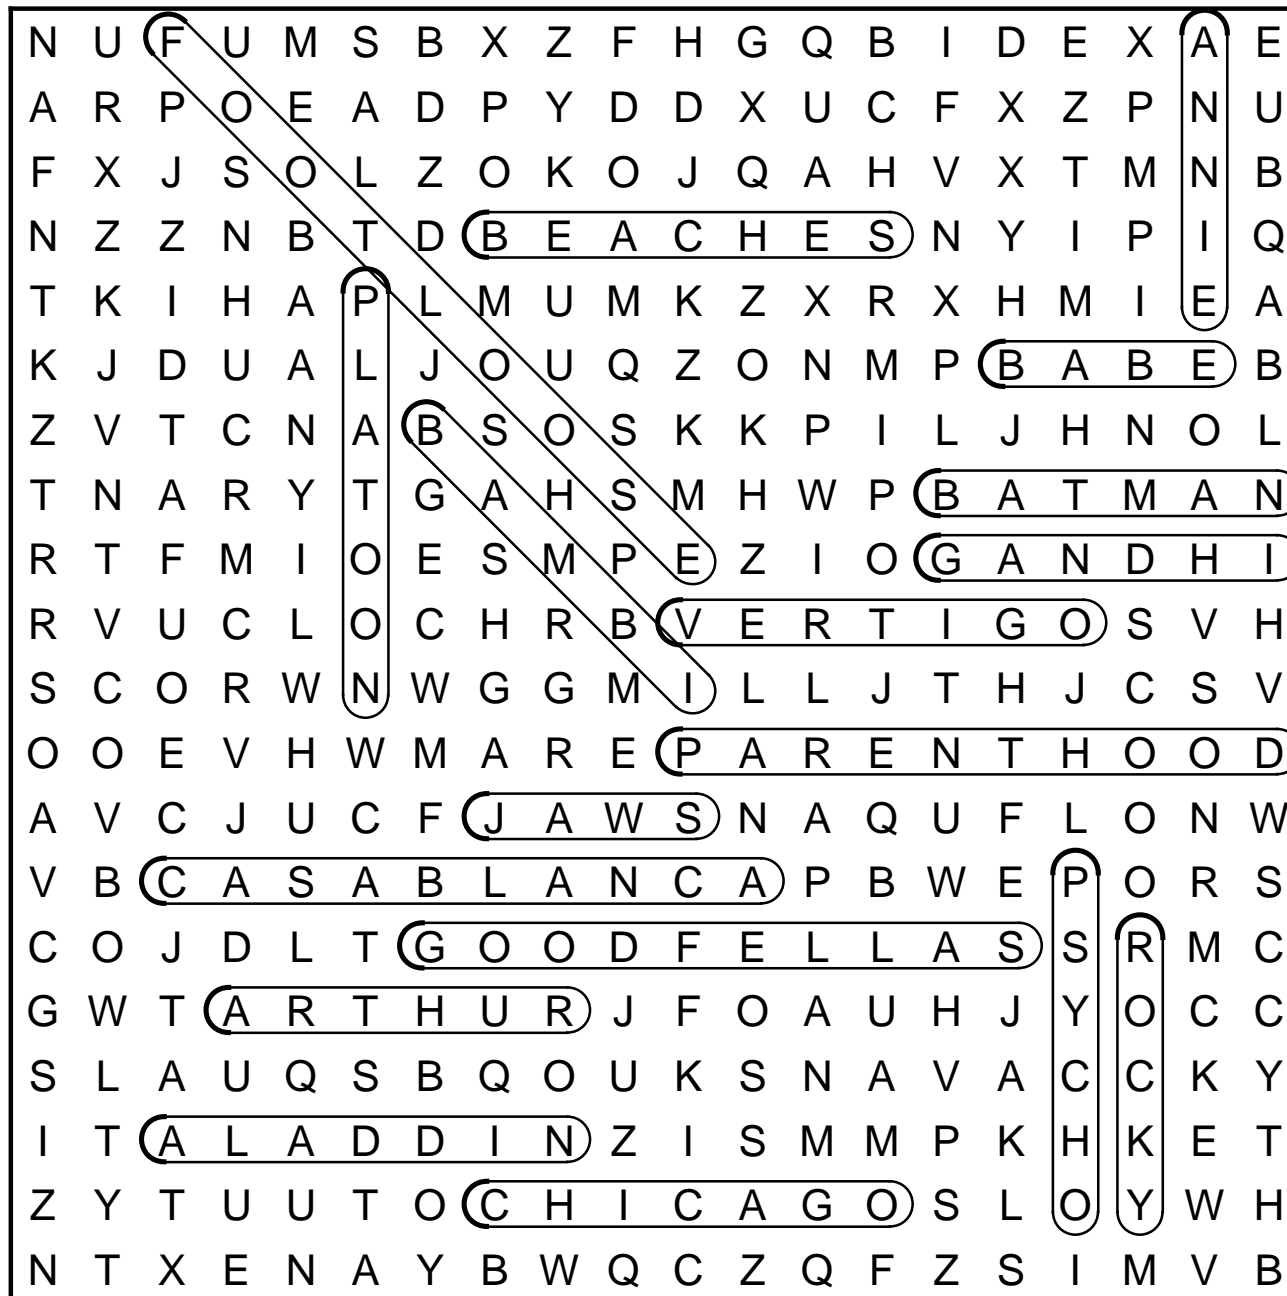 N U F U M S B X Z F H G Q B I D E X A E
A R P O E A D P Y D D X U C F X Z P N U
F X J S O L Z O K O J Q A H V X T M N B
N Z Z N B T D B E A C H E S N Y I P I Q
T K I H A P L M U M K Z X R X H M I E A
K J D U A L J O U Q Z O N M P B A B E B
Z V T C N A B S O S K K P I L J H N O L
T N A R Y T G A H S M H W P B A T M A N
R T F M I O E S M P E Z I O G A N D H I
R V U C L O C H R B V E R T I G O S V H
S C O R W N W G G M I L L J T H J C S V
O O E V H W M A R E P A R E N T H O O D
A V C J U C F J A W S N A Q U F L O N W
V B C A S A B L A N C A P B W E P O R S
C O J D L T G O O D F E L L A S S R M C
G W T A R T H U R J F O A U H J Y O C C
S L A U Q S B Q O U K S N A V A C C K Y
I T A L A D D I N Z I S M M P K H K E T
Z Y T U U T O C H I C A G O S L O Y W H
N T X E N A Y B W Q C Z Q F Z S I M V B